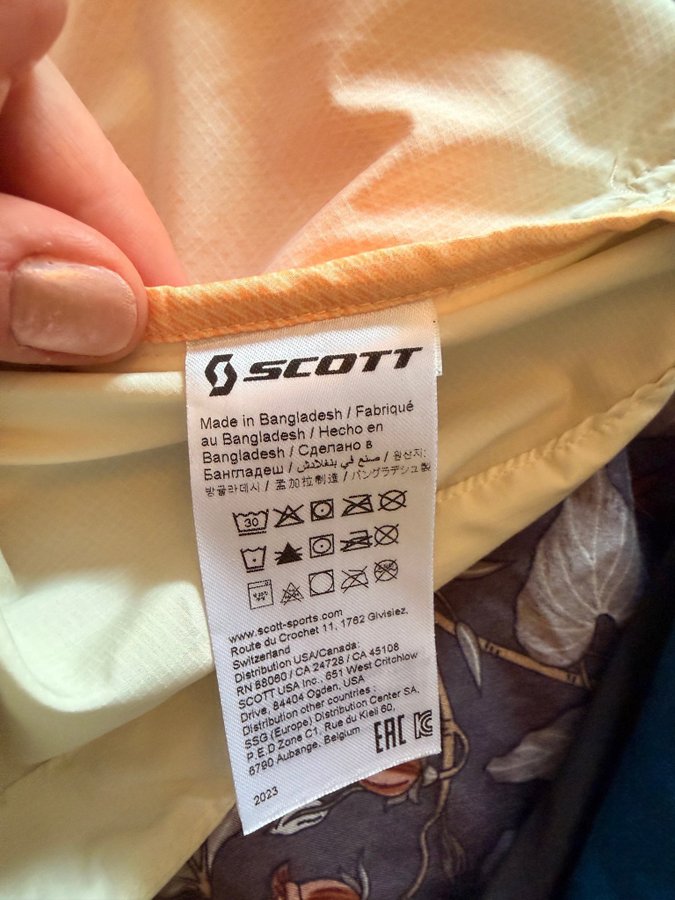 SCOTT
Made in Bangladesh / Fabriqué
au Bangladesh / Hecho en
Bangladesh / Сделано в
Бангладеш / صنع في بنغلادش / 원산지:
방글라데시 / 孟加拉制造 / バングラデシュ製
30
www.scott-sports.com
Route du Crochet 11, 1762 Givisiez,
Switzerland
Distribution USA/Canada:
RN 88060 / CA 24728 / CA 45108
SCOTT USA Inc., 651 West Critchlow
Drive, 84404 Ogden, USA
Distribution other countries :
SSG (Europe) Distribution Center SA,
P.E.D Zone C1, Rue du Kiell 60,
6790 Aubange, Belgium
EAC
2023